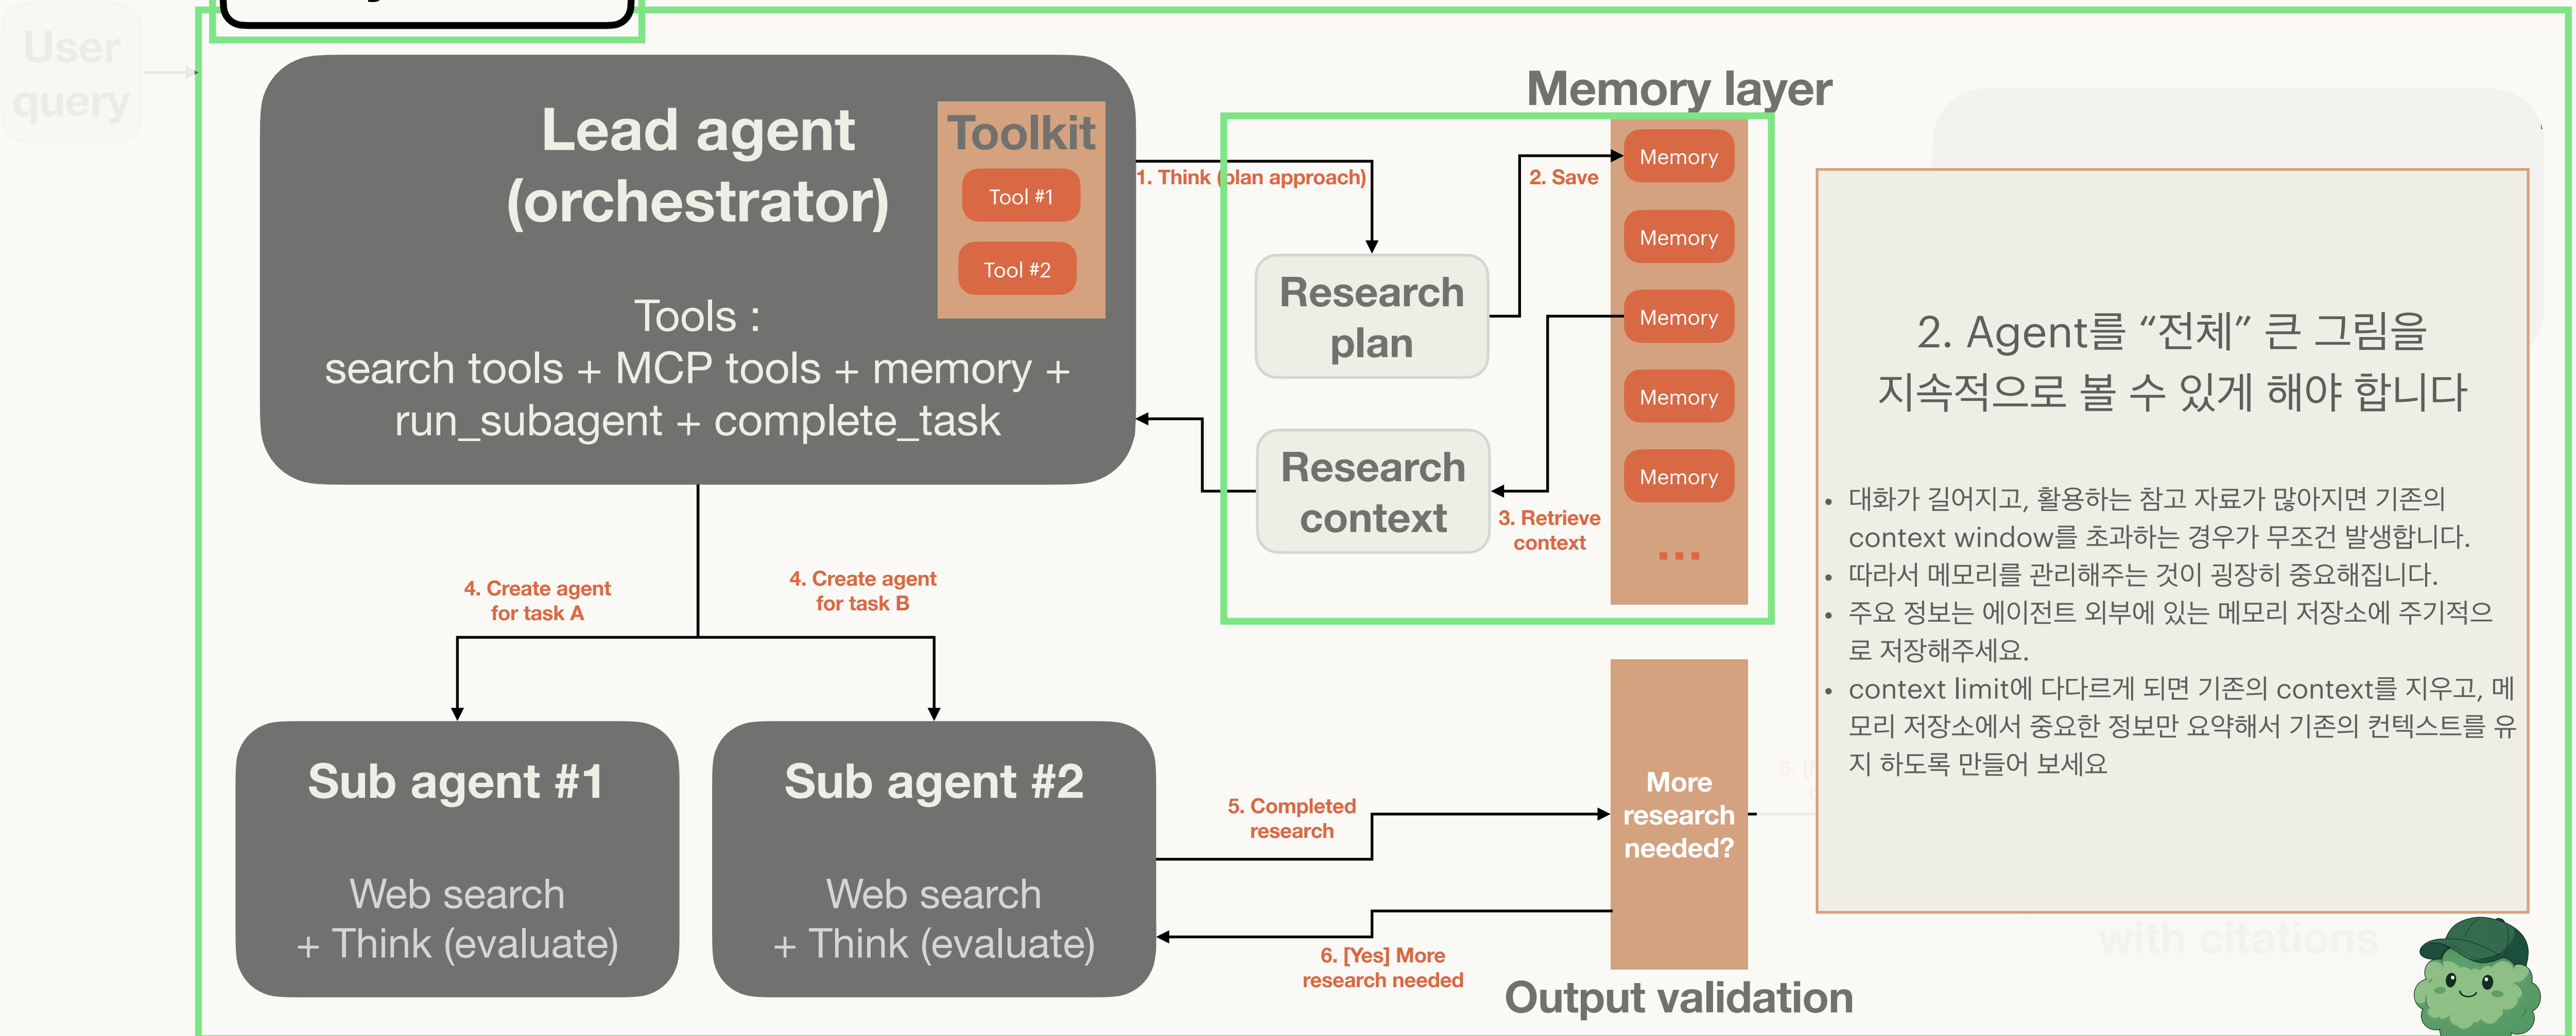 User
query
Lead agent
(orchestrator)
Toolkit
Tool #1
Tool #2
Tools :
search tools + MCP tools + memory +
run_subagent + complete_task
1. Think (plan approach)
Research
plan
2. Save
Memory layer
Memory
Memory
Memory
Memory
Memory
...
Research
context
3. Retrieve
context
4. Create agent
for task A
4. Create agent
for task B
Sub agent #1
Web search
+ Think (evaluate)
Sub agent #2
Web search
+ Think (evaluate)
5. Completed
research
More
research
needed?
6. [Yes] More
research needed
Output validation
2. Agent를 “전체” 큰 그림을
지속적으로 볼 수 있게 해야 합니다
• 대화가 길어지고, 활용하는 참고 자료가 많아지면 기존의
context window를 초과하는 경우가 무조건 발생합니다.
• 따라서 메모리를 관리해주는 것이 굉장히 중요해집니다.
• 주요 정보는 에이전트 외부에 있는 메모리 저장소에 주기적으
로 저장해주세요.
• context limit에 다다르게 되면 기존의 context를 지우고, 메
모리 저장소에서 중요한 정보만 요약해서 기존의 컨텍스트를 유
지 하도록 만들어 보세요
with citations